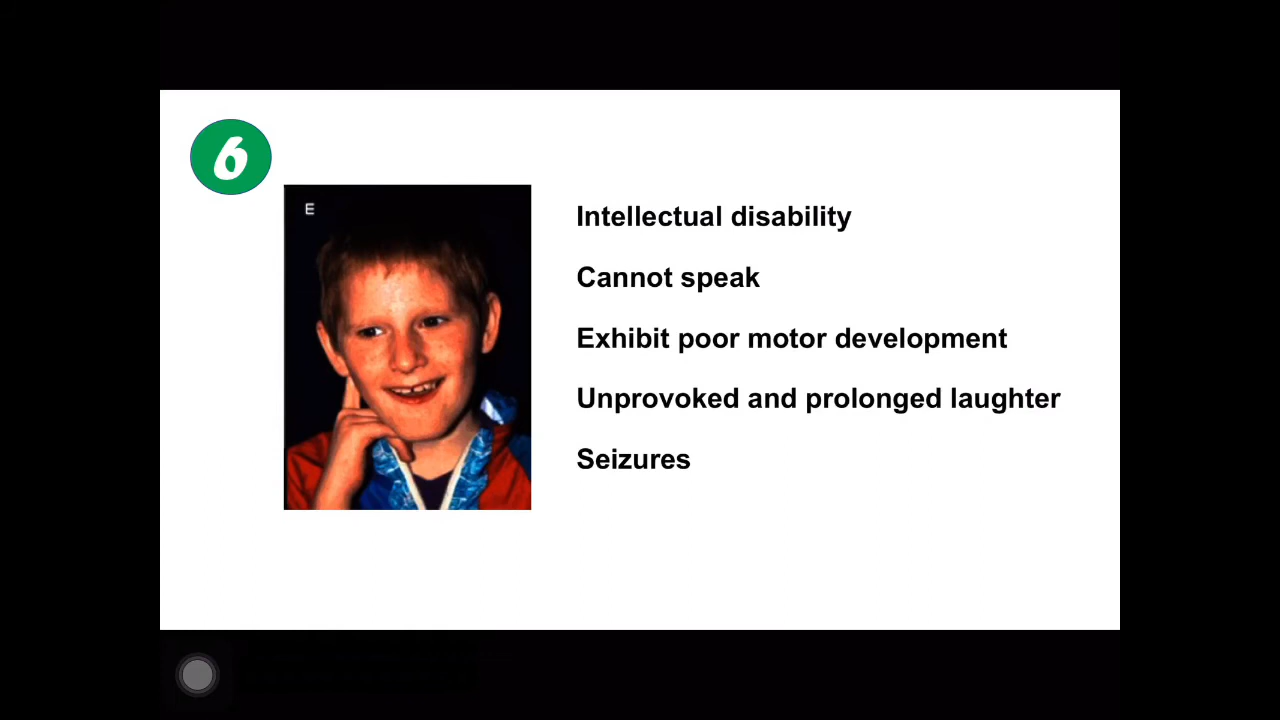 6
E
Intellectual disability
Cannot speak
Exhibit poor motor development
Unprovoked and prolonged laughter
Seizures